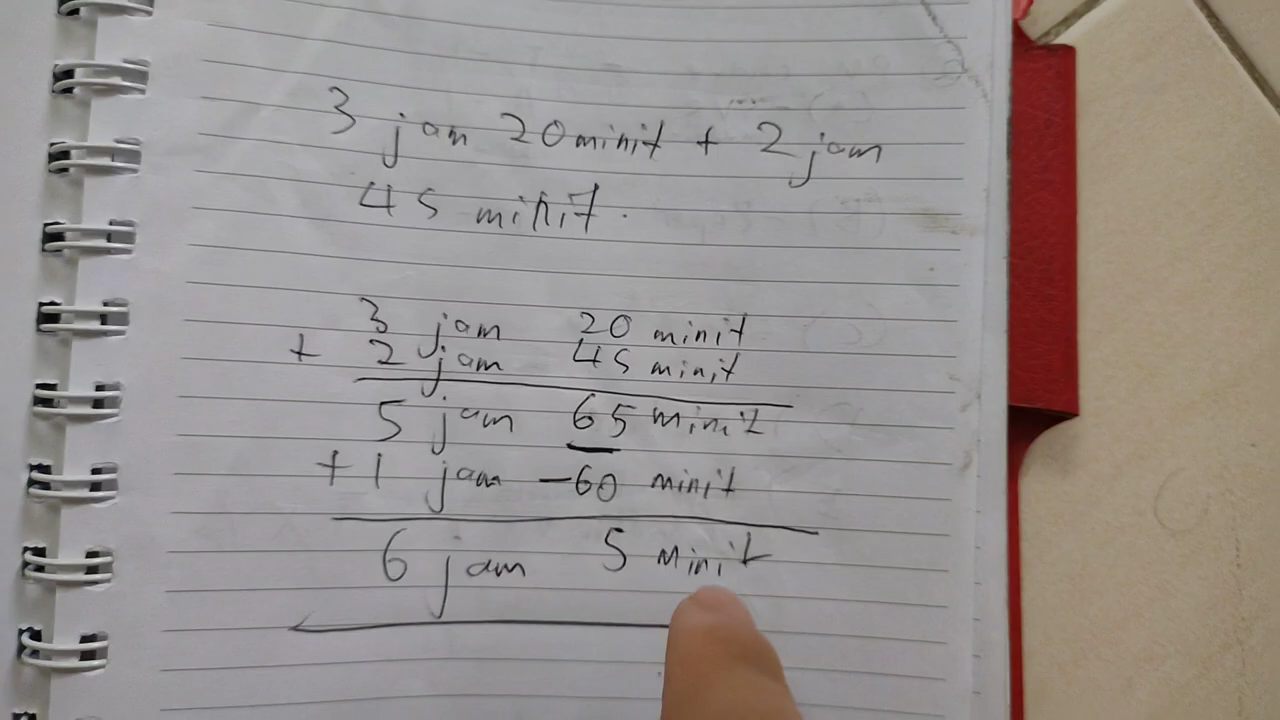 3 jam 20 minit + 2 jam
45 minit.
3 jam 20 minit
+ 2 jam 45 minit
5 jam 65 minit
+1 jam -60 minit
6 jam 5 minit